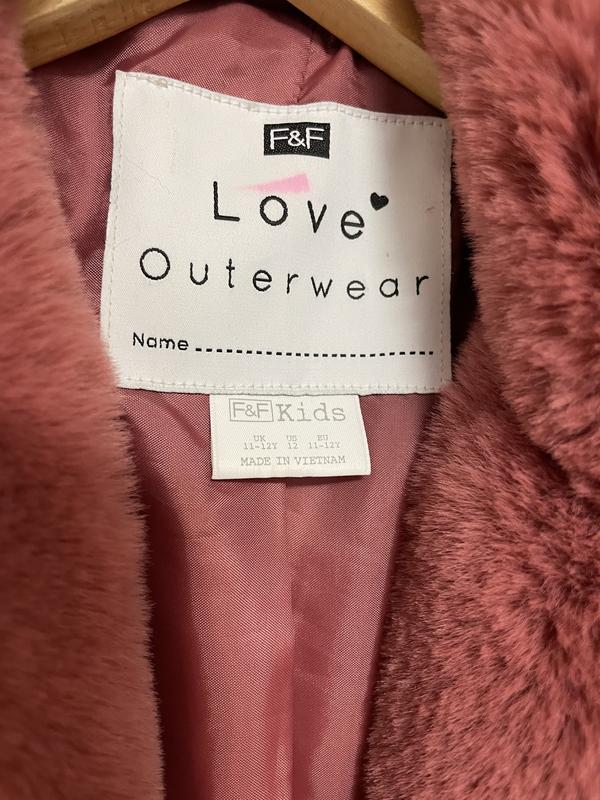 F&F
Love
Outerwear
Name
F&F Kids
UK US EU
11-12Y 12 11-12Y
MADE IN VIETNAM